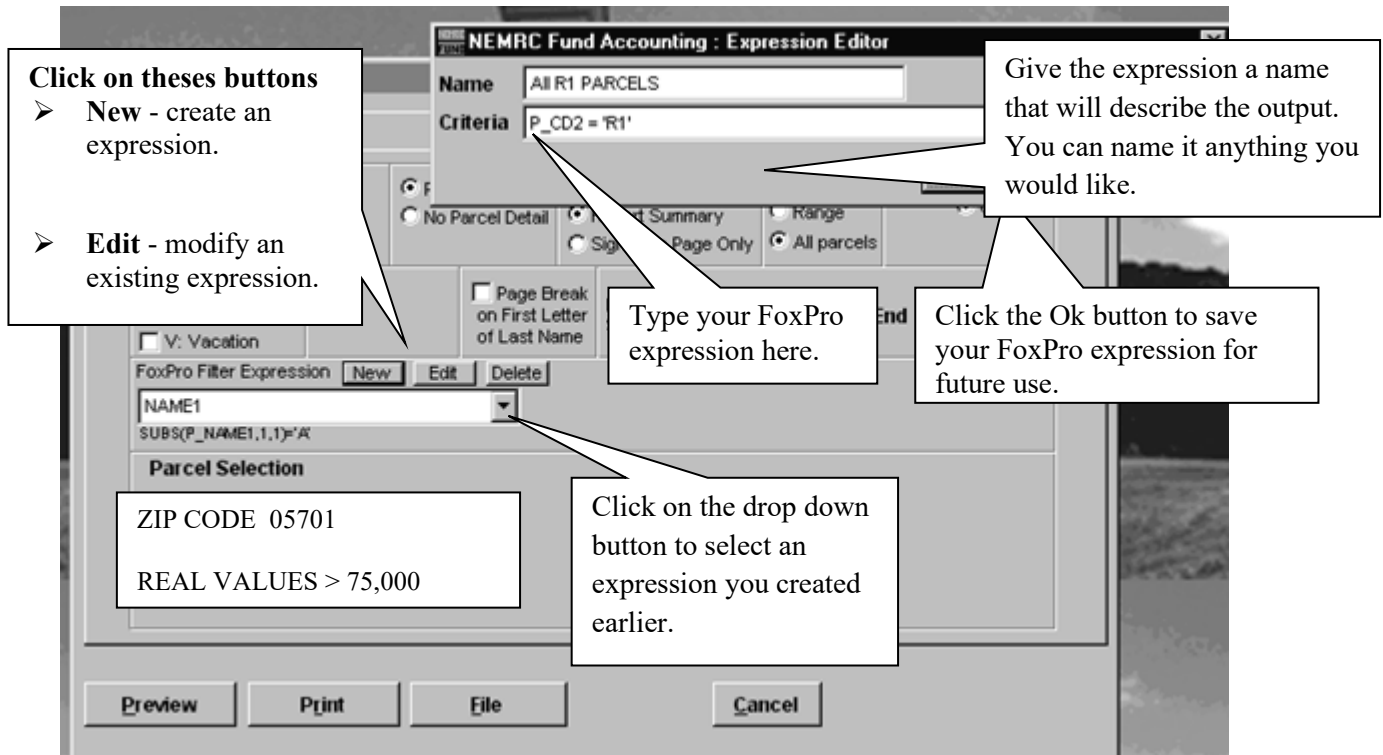 NEMRC Fund Accounting : Expression Editor
Name All R1 PARCELS
Criteria P_CD2 = 'R1'
Click on theses buttons
➢ New - create an
expression.
➢ Edit - modify an
existing expression.
Give the expression a name
that will describe the output.
You can name it anything you
would like.
No Parcel Detail
Summary
Range
Page Only
All parcels
Page Break
on First Letter
of Last Name
End
V: Vacation
Type your FoxPro
expression here.
Click the Ok button to save
your FoxPro expression for
future use.
FoxPro Filter Expression New Edit Delete
NAME1
SUBS(P_NAME1,1,1)='A'
Parcel Selection
ZIP CODE 05701
REAL VALUES > 75,000
Click on the drop down
button to select an
expression you created
earlier.
Preview Print File Cancel